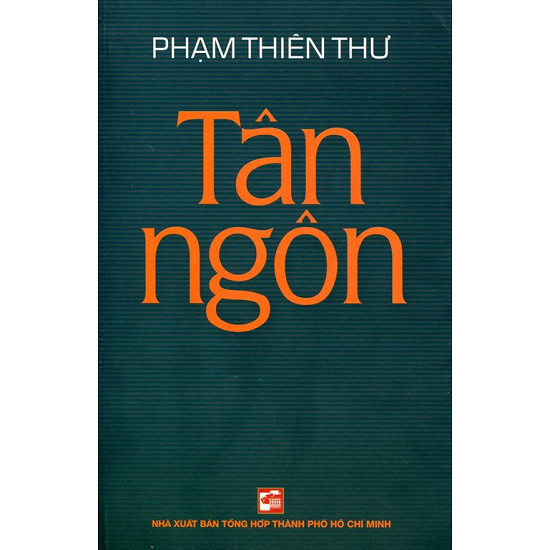 PHẠM THIÊN THƯ
Tân
ngôn
NHÀ XUẤT BẢN TỔNG HỢP THÀNH PHỐ HỒ CHÍ MINH